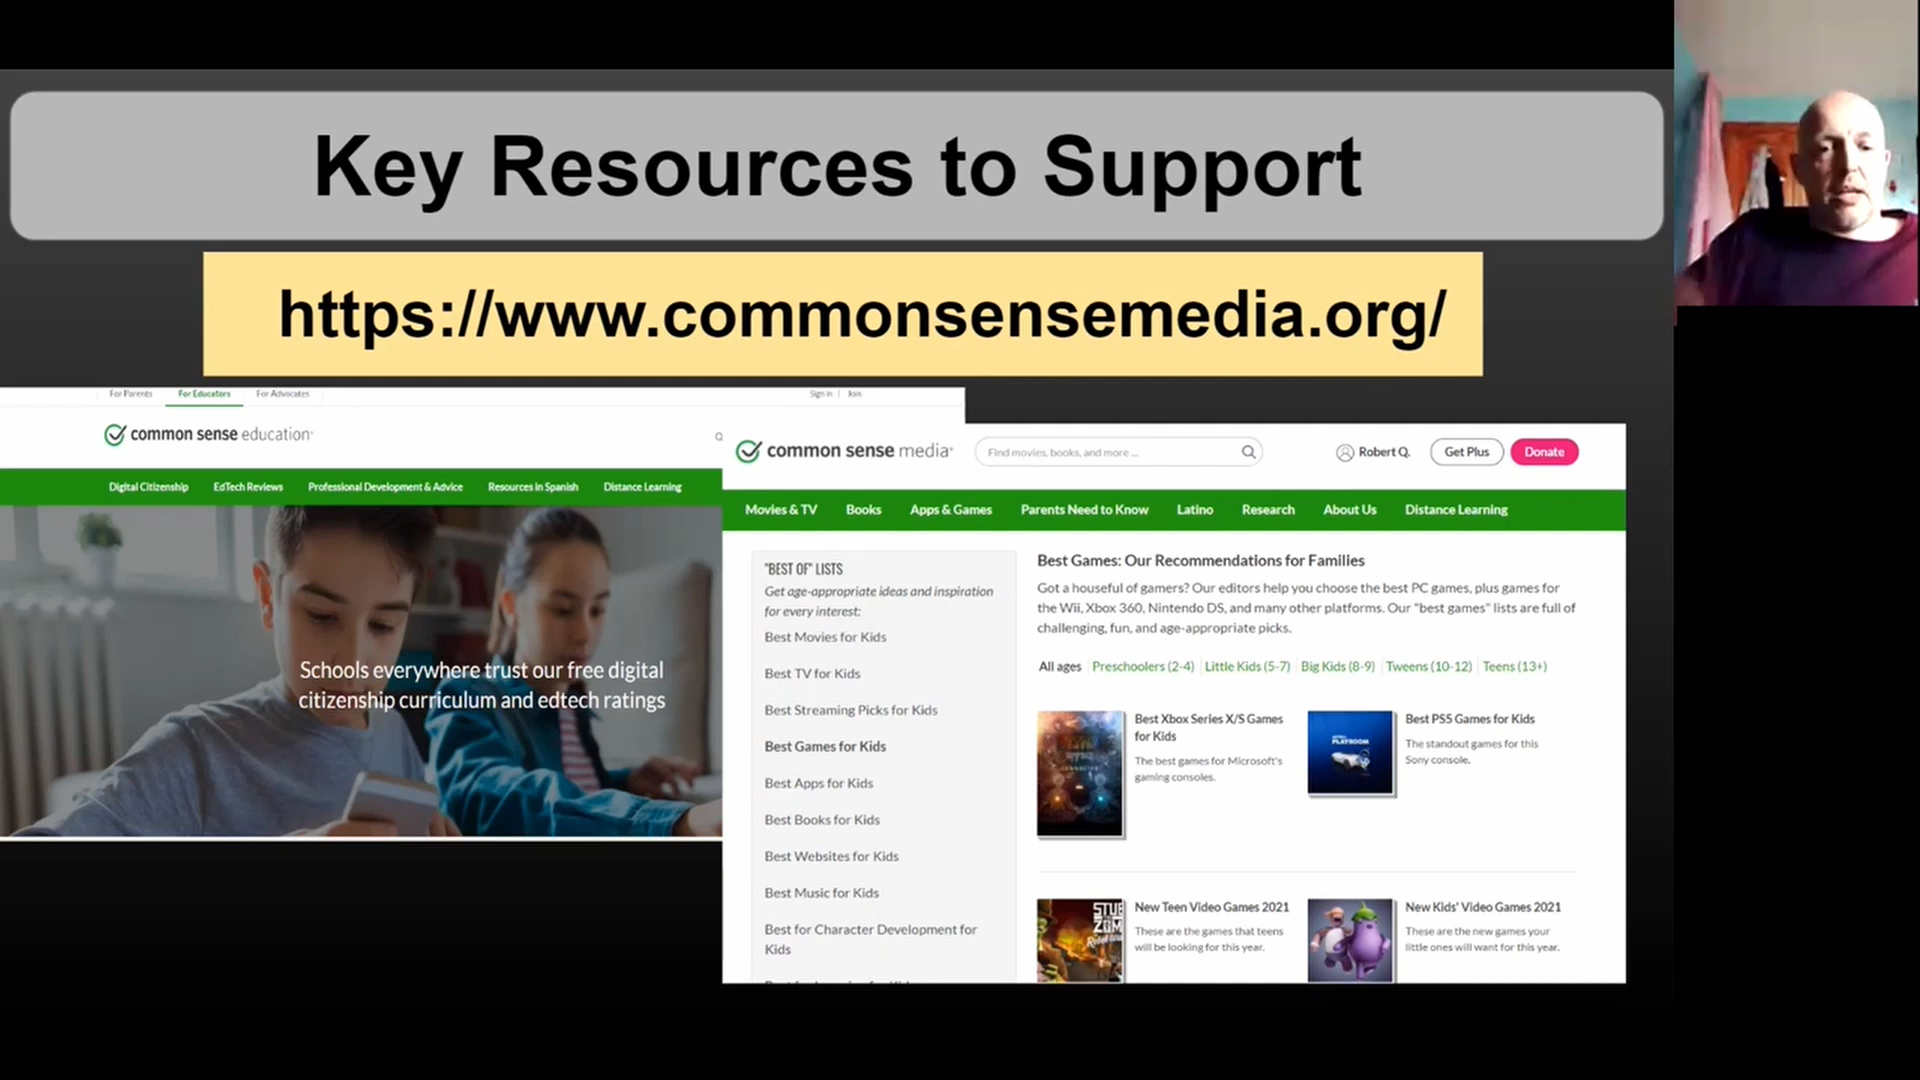 Key Resources to Support
https://www.commonsensemedia.org/
For Parents For Educators For Advocates Sign in | Join
common sense education
Digital Citizenship EdTech Reviews Professional Development & Advice Resources in Spanish Distance Learning
Schools everywhere trust our free digital
citizenship curriculum and edtech ratings
common sense media Find movies, books, and more ... Robert Q. Get Plus Donate
Movies & TV Books Apps & Games Parents Need to Know Latino Research About Us Distance Learning
"BEST OF" LISTS
Get age-appropriate ideas and inspiration
for every interest:
Best Movies for Kids
Best TV for Kids
Best Streaming Picks for Kids
Best Games for Kids
Best Apps for Kids
Best Books for Kids
Best Websites for Kids
Best Music for Kids
Best for Character Development for
Kids
Best Games: Our Recommendations for Families
Got a houseful of gamers? Our editors help you choose the best PC games, plus games for
the Wii, Xbox 360, Nintendo DS, and many other platforms. Our "best games" lists are full of
challenging, fun, and age-appropriate picks.
All ages Preschoolers (2-4) Little Kids (5-7) Big Kids (8-9) Tweens (10-12) Teens (13+)
Best Xbox Series X/S Games
for Kids
The best games for Microsoft's
gaming consoles.
PLAYROOM
Best PS5 Games for Kids
The standout games for this
Sony console.
New Teen Video Games 2021
These are the games that teens
will be looking for this year.
New Kids' Video Games 2021
These are the new games your
little ones will want for this year.